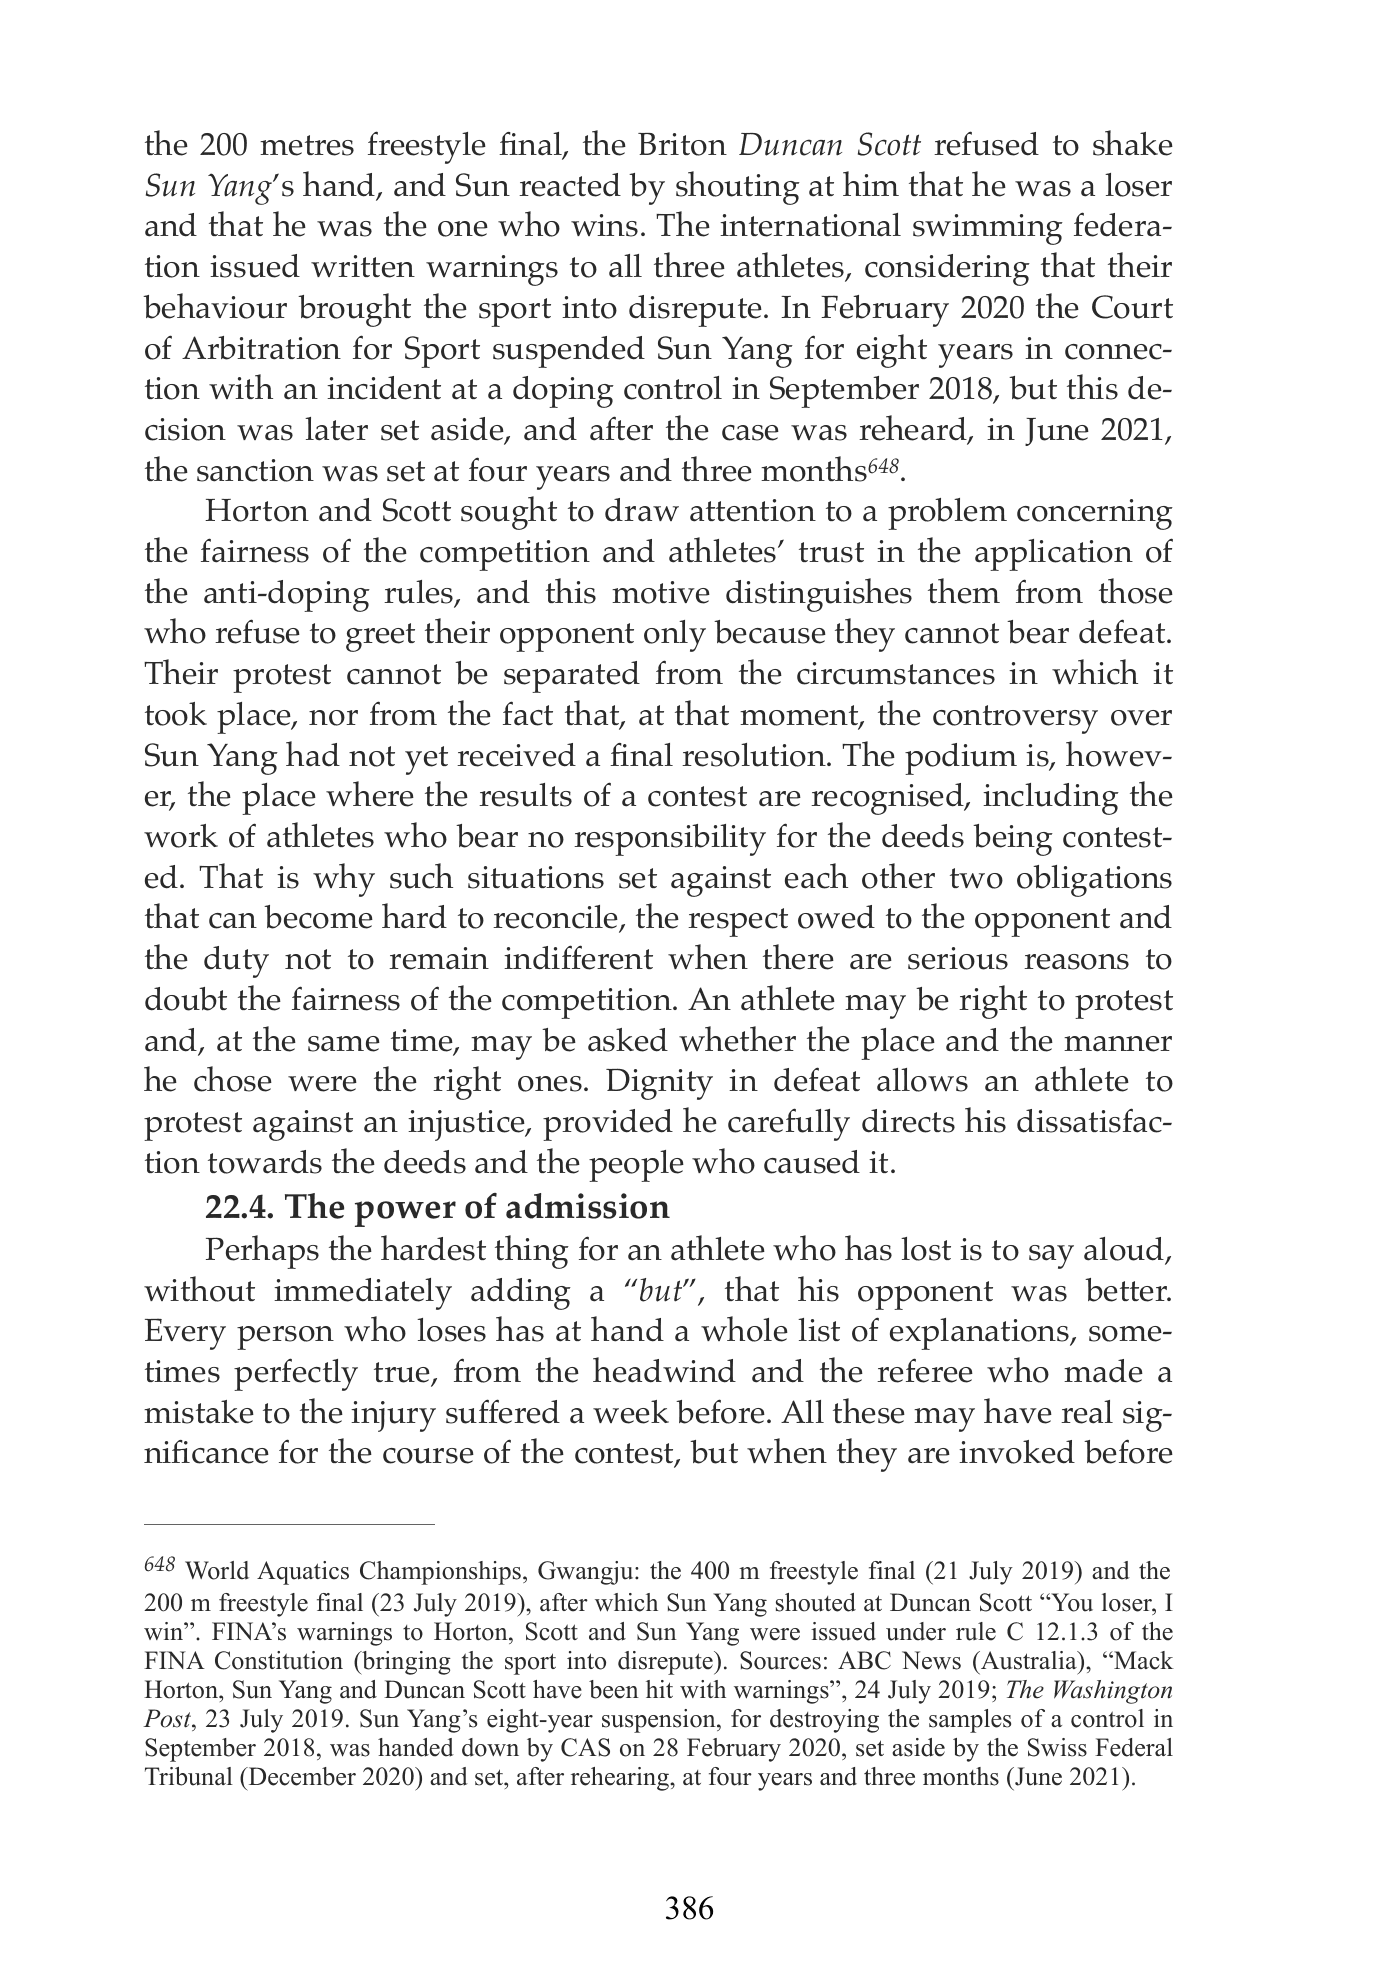 the 200 metres freestyle final, the Briton Duncan Scott refused to shake
Sun Yang’s hand, and Sun reacted by shouting at him that he was a loser
and that he was the one who wins. The international swimming federa-
tion issued written warnings to all three athletes, considering that their
behaviour brought the sport into disrepute. In February 2020 the Court
of Arbitration for Sport suspended Sun Yang for eight years in connec-
tion with an incident at a doping control in September 2018, but this de-
cision was later set aside, and after the case was reheard, in June 2021,
the sanction was set at four years and three months648.
Horton and Scott sought to draw attention to a problem concerning
the fairness of the competition and athletes’ trust in the application of
the anti-doping rules, and this motive distinguishes them from those
who refuse to greet their opponent only because they cannot bear defeat.
Their protest cannot be separated from the circumstances in which it
took place, nor from the fact that, at that moment, the controversy over
Sun Yang had not yet received a final resolution. The podium is, howev-
er, the place where the results of a contest are recognised, including the
work of athletes who bear no responsibility for the deeds being contest-
ed. That is why such situations set against each other two obligations
that can become hard to reconcile, the respect owed to the opponent and
the duty not to remain indifferent when there are serious reasons to
doubt the fairness of the competition. An athlete may be right to protest
and, at the same time, may be asked whether the place and the manner
he chose were the right ones. Dignity in defeat allows an athlete to
protest against an injustice, provided he carefully directs his dissatisfac-
tion towards the deeds and the people who caused it.
22.4. The power of admission
Perhaps the hardest thing for an athlete who has lost is to say aloud,
without immediately adding a “but”, that his opponent was better.
Every person who loses has at hand a whole list of explanations, some-
times perfectly true, from the headwind and the referee who made a
mistake to the injury suffered a week before. All these may have real sig-
nificance for the course of the contest, but when they are invoked before
648 World Aquatics Championships, Gwangju: the 400 m freestyle final (21 July 2019) and the
200 m freestyle final (23 July 2019), after which Sun Yang shouted at Duncan Scott “You loser, I
win”. FINA’s warnings to Horton, Scott and Sun Yang were issued under rule C 12.1.3 of the
FINA Constitution (bringing the sport into disrepute). Sources: ABC News (Australia), “Mack
Horton, Sun Yang and Duncan Scott have been hit with warnings”, 24 July 2019; The Washington
Post, 23 July 2019. Sun Yang’s eight-year suspension, for destroying the samples of a control in
September 2018, was handed down by CAS on 28 February 2020, set aside by the Swiss Federal
Tribunal (December 2020) and set, after rehearing, at four years and three months (June 2021).
386